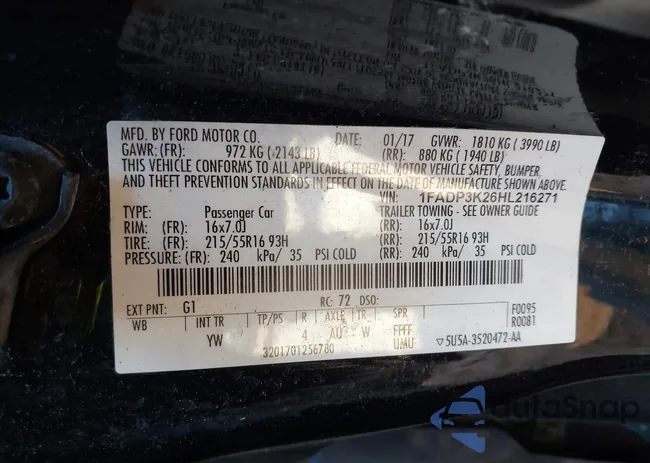 MFD. BY FORD MOTOR CO. DATE: 01/17 GVWR: 1810 KG ( 3990 LB)
GAWR: (FR): 972 KG ( 2143 LB) (RR): 880 KG ( 1940 LB)
THIS VEHICLE CONFORMS TO ALL APPLICABLE FEDERAL MOTOR VEHICLE SAFETY, BUMPER,
AND THEFT PREVENTION STANDARDS IN EFFECT ON THE DATE OF MANUFACTURE SHOWN ABOVE.
VIN: 1FADP3K26HL216271
TYPE: Passenger Car TRAILER TOWING - SEE OWNER GUIDE
RIM: (FR): 16x7.0J (RR): 16x7.0J
TIRE: (FR): 215/55R16 93H (RR): 215/55R16 93H
PRESSURE: (FR): 240 kPa/ 35 PSI COLD (RR): 240 kPa/ 35 PSI COLD
EXT PNT: G1 RC: 72 DSO: F0095
WB INT TR TP/PS R AXLE TR SPR R0081
YW 4 W FFFF
3201701256780 UMU ▽5U5A-3520472-AA
AutoSnap